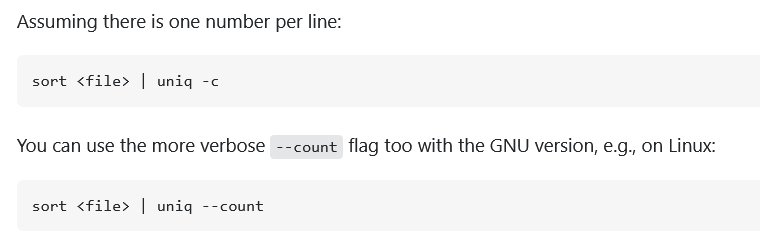 Assuming there is one number per line:
sort <file> | uniq -c
You can use the more verbose --count flag too with the GNU version, e.g., on Linux:
sort <file> | uniq --count